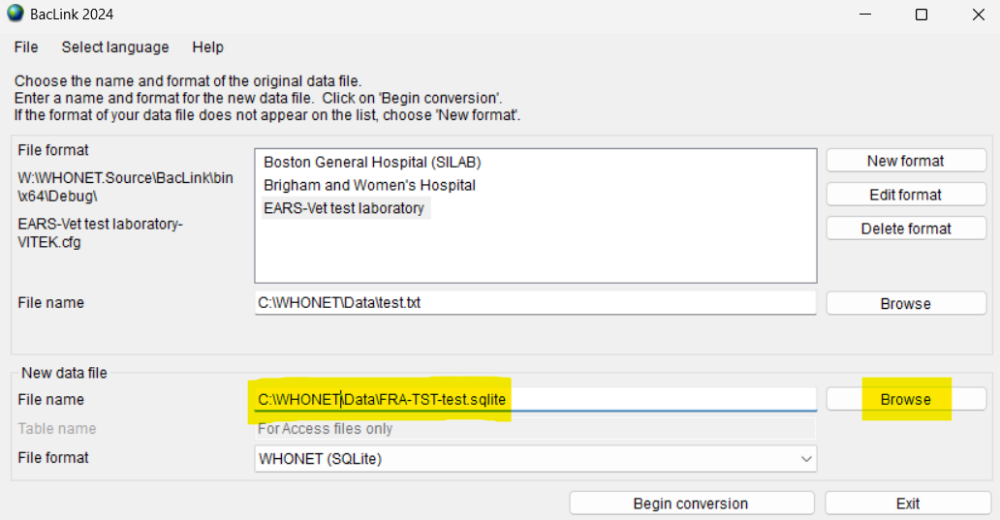 BacLink 2024
File Select language Help
Choose the name and format of the original data file.
Enter a name and format for the new data file. Click on 'Begin conversion'.
If the format of your data file does not appear on the list, choose 'New format'.
File format
W:\WHONET.Source\BacLink\bin
\x64\Debug\
EARS-Vet test laboratory-
VITEK.cfg
Boston General Hospital (SILAB)
Brigham and Women's Hospital
EARS-Vet test laboratory
New format
Edit format
Delete format
File name C:\WHONET\Data\test.txt Browse
New data file
File name C:\WHONET\Data\FRA-TST-test.sqlite Browse
Table name For Access files only
File format WHONET (SQLite)
Begin conversion Exit